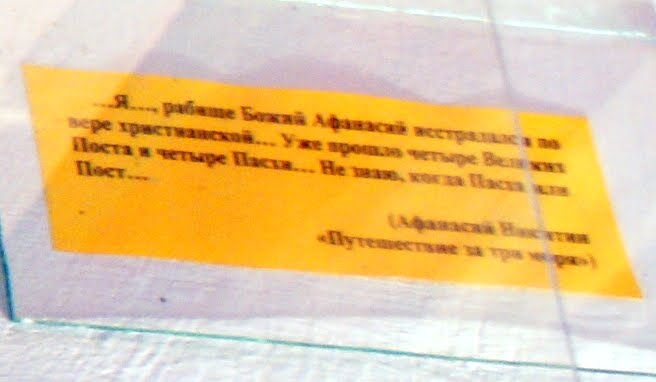 ...Я..., рабище Божий Афанасий исстрадался по
вере христианской... Уже прошло четыре Великих
Поста и четыре Пасхи... Не знаю, когда Пасха или
Пост...
(Афанасий Никитин
«Путешествие за три моря»)